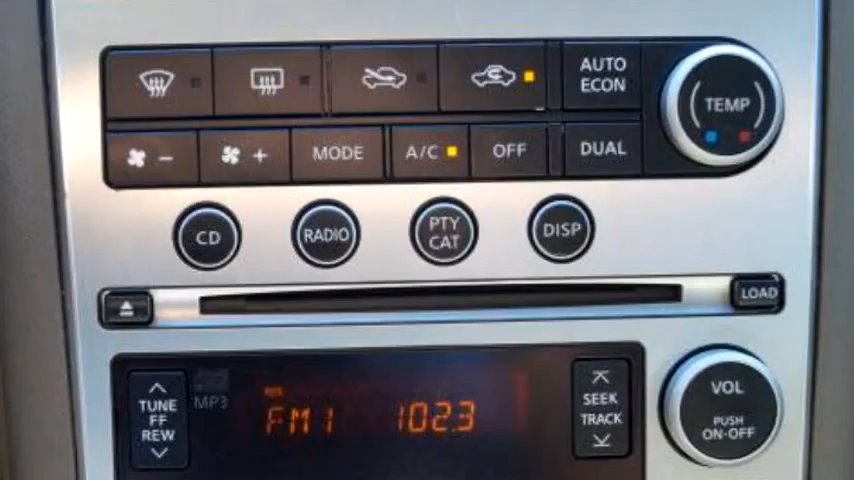 AUTO
ECON
TEMP
MODE
A/C
OFF
DUAL
CD
RADIO
PTY
CAT
DISP
LOAD
TUNE
FF
REW
MP3
FM1 102.3
SEEK
TRACK
VOL
PUSH
ON-OFF